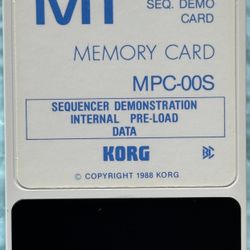 M1
SEQ. DEMO
CARD
MEMORY CARD
MPC-00S
SEQUENCER DEMONSTRATION
INTERNAL PRE-LOAD
DATA
KORG
© COPYRIGHT 1988 KORG